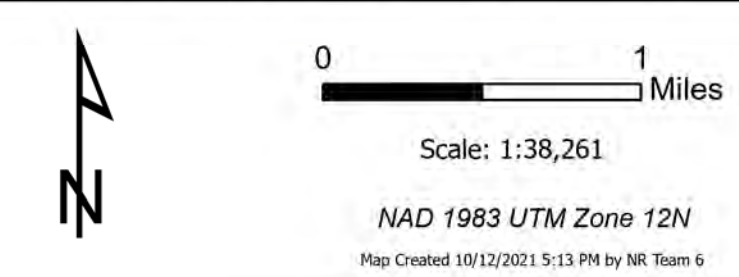 0 1
Miles
Scale: 1:38,261
N
NAD 1983 UTM Zone 12N
Map Created 10/12/2021 5:13 PM by NR Team 6